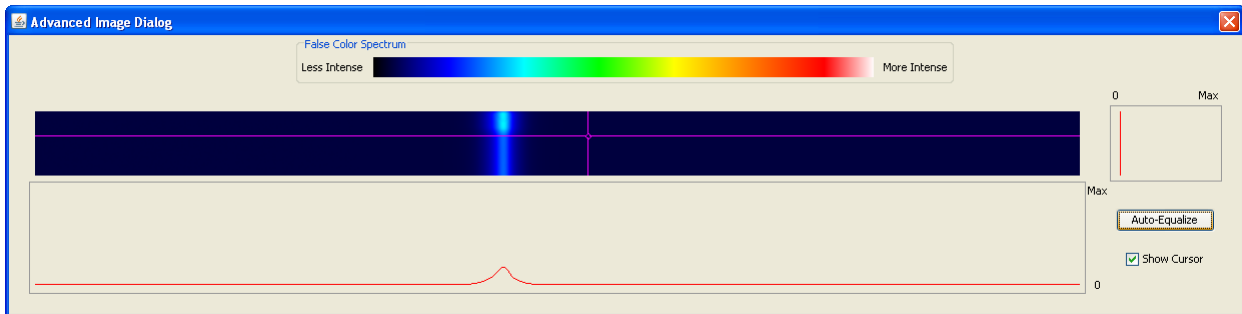 Advanced Image Dialog
False Color Spectrum
Less Intense More Intense
0 Max
Max
Auto-Equalize
Show Cursor
0